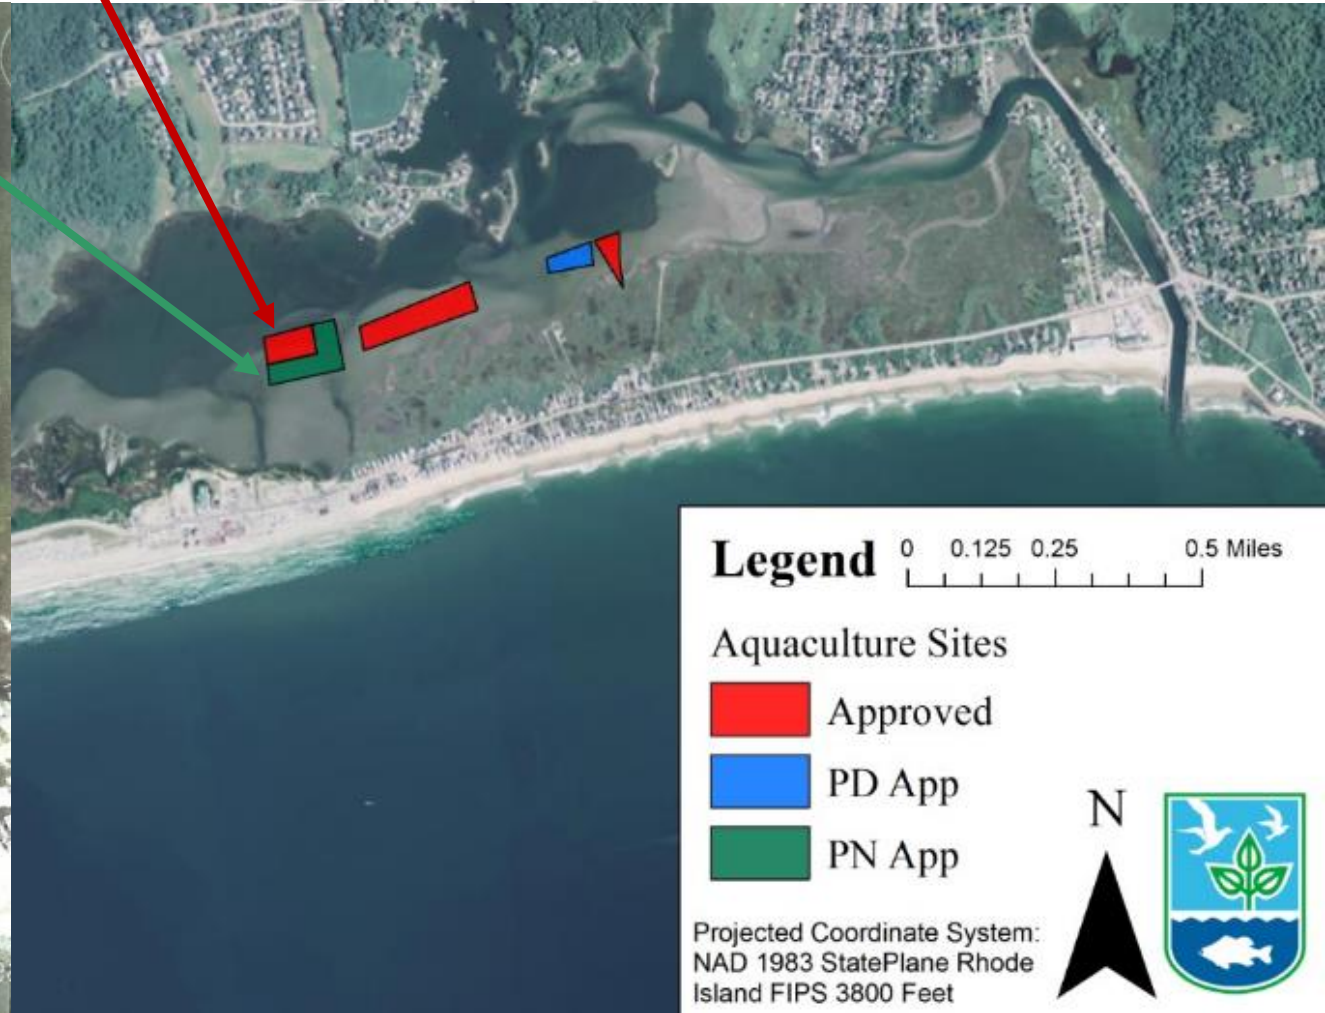 Legend
0 0.125 0.25 0.5 Miles
Aquaculture Sites
Approved
PD App
PN App
N
Projected Coordinate System:
NAD 1983 StatePlane Rhode
Island FIPS 3800 Feet